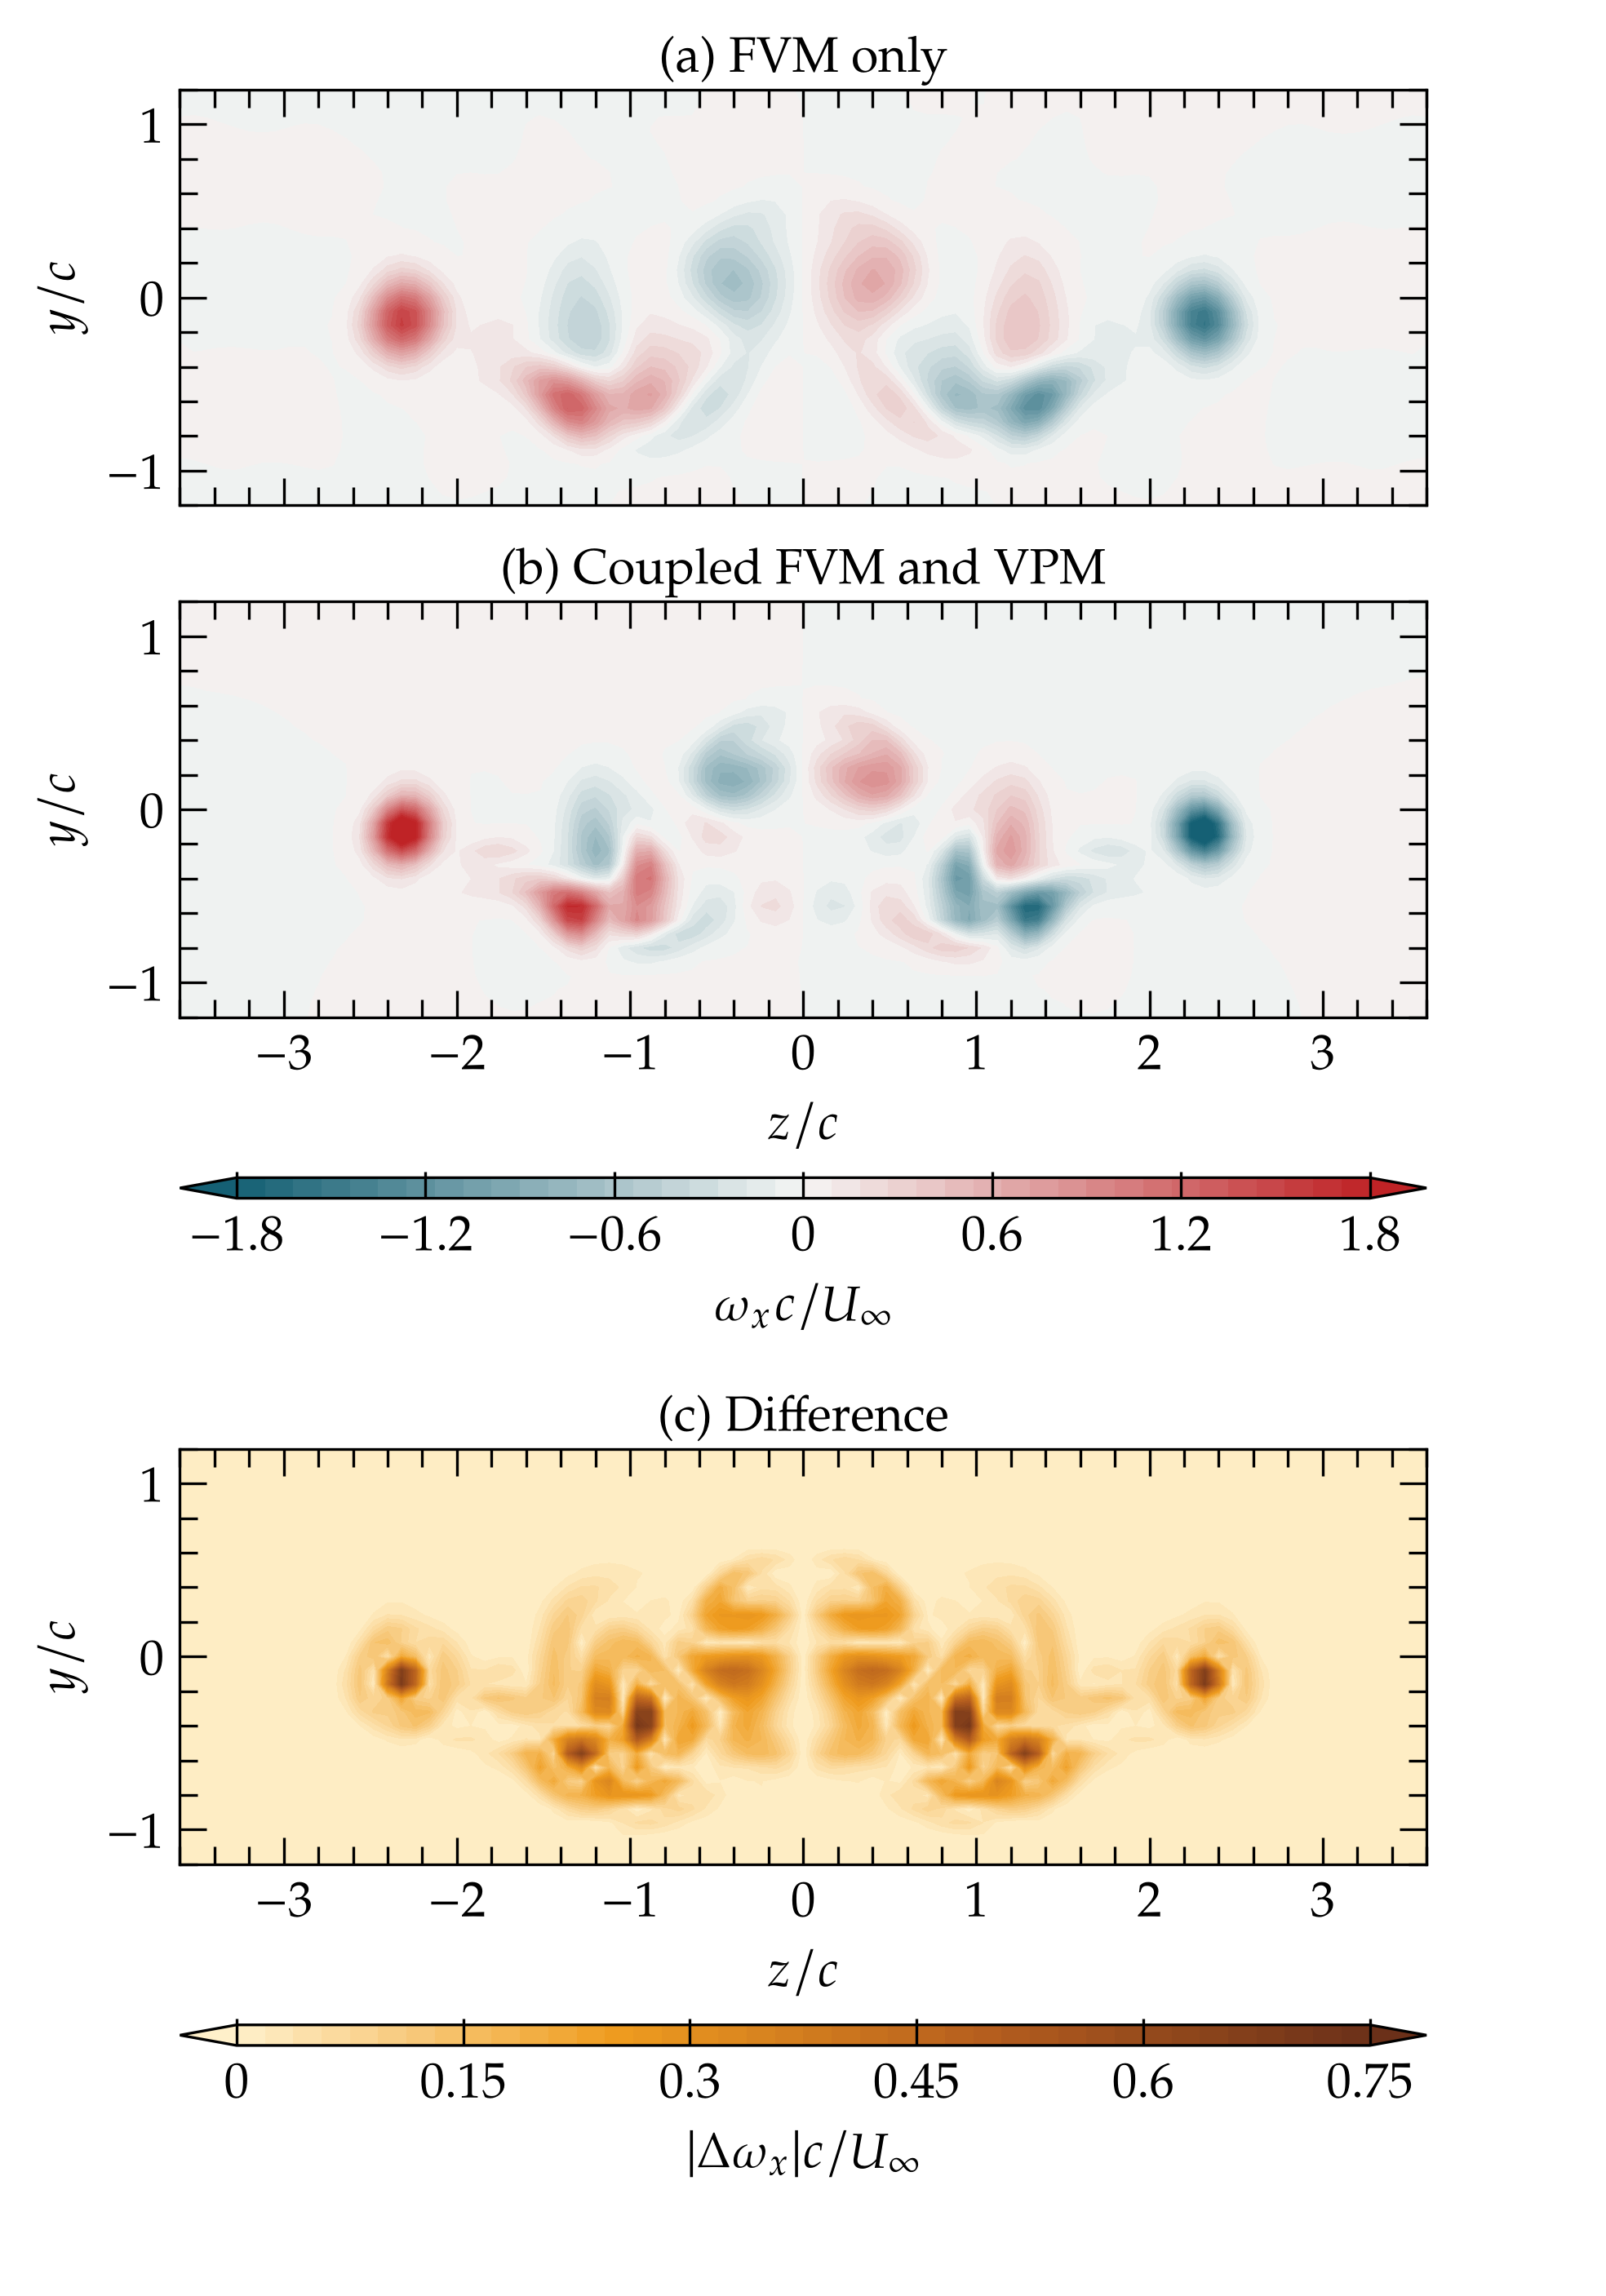 (a) FVM only
1
0
−1
y/c
(b) Coupled FVM and VPM
1
0
−1
y/c
−3 −2 −1 0 1 2 3
z/c
−1.8 −1.2 −0.6 0 0.6 1.2 1.8
ωₓc/U∞
(c) Difference
1
0
−1
y/c
−3 −2 −1 0 1 2 3
z/c
0 0.15 0.3 0.45 0.6 0.75
|Δωₓ|c/U∞